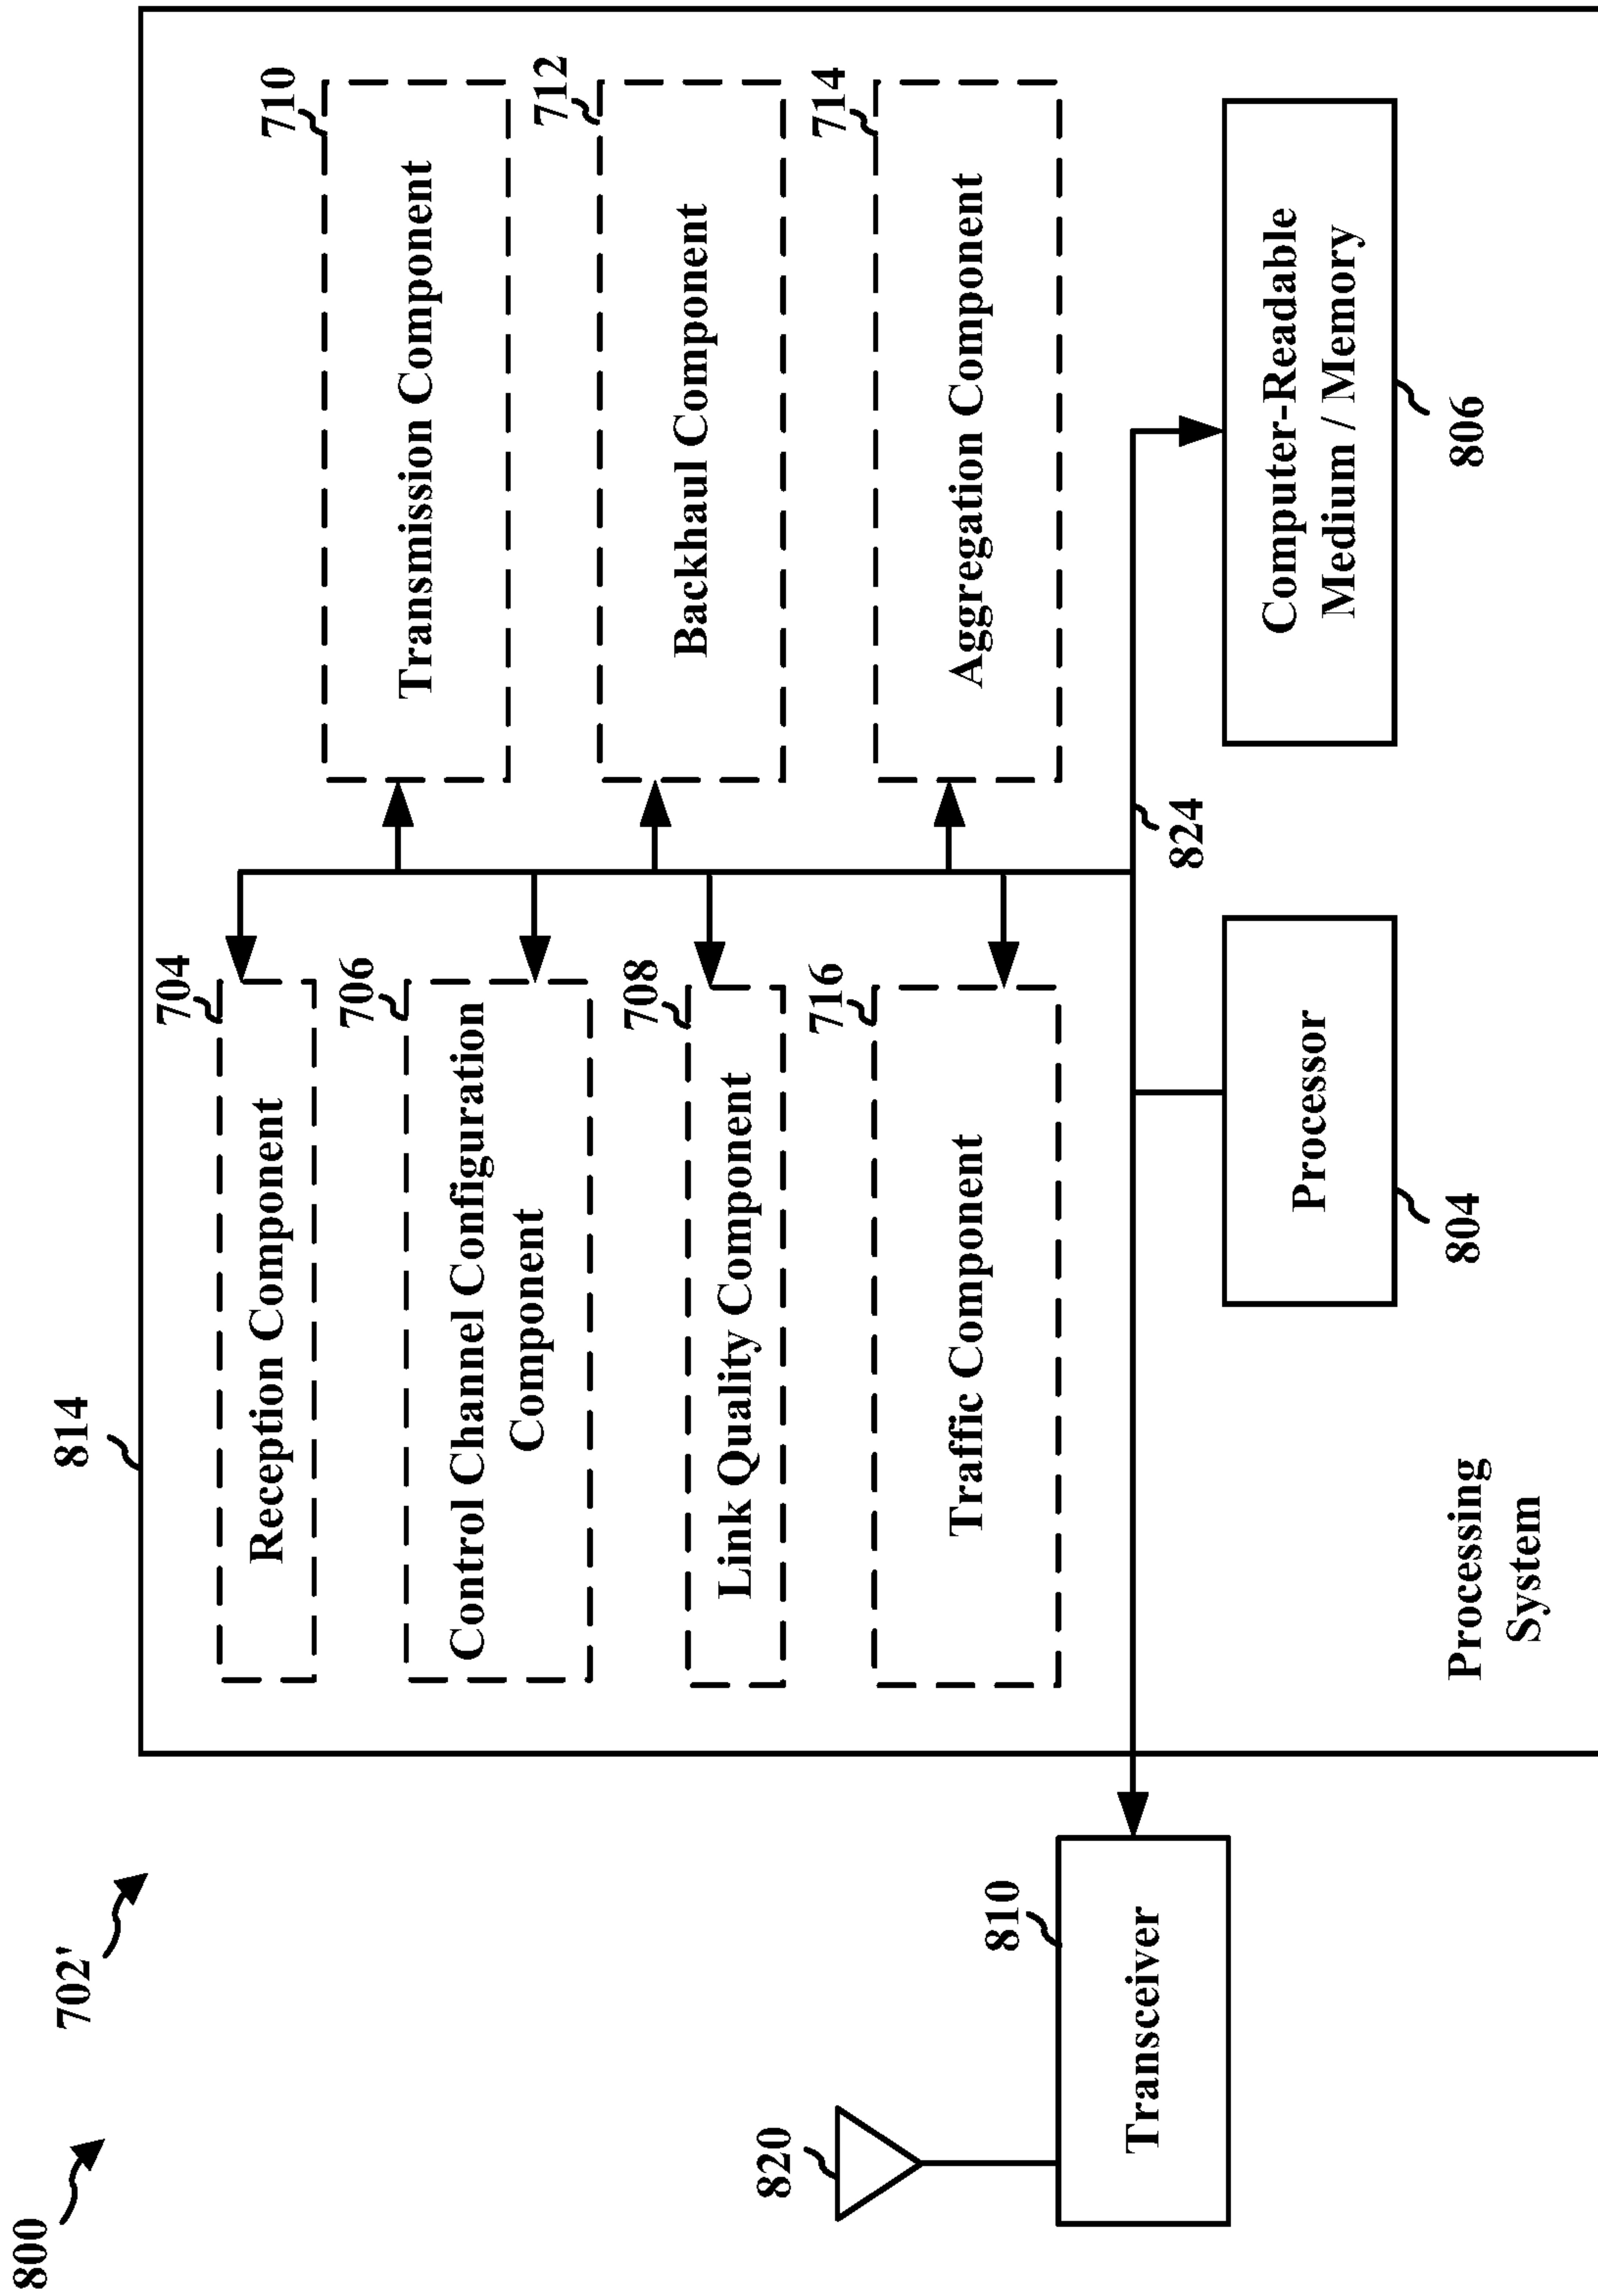 800
702'
814
704
Reception Component
706
Control Channel Configuration
Component
708
Link Quality Component
716
Traffic Component
710
Transmission Component
712
Backhaul Component
714
Aggregation Component
820
810
Transceiver
824
Processor
804
Computer-Readable
Medium / Memory
806
Processing
System